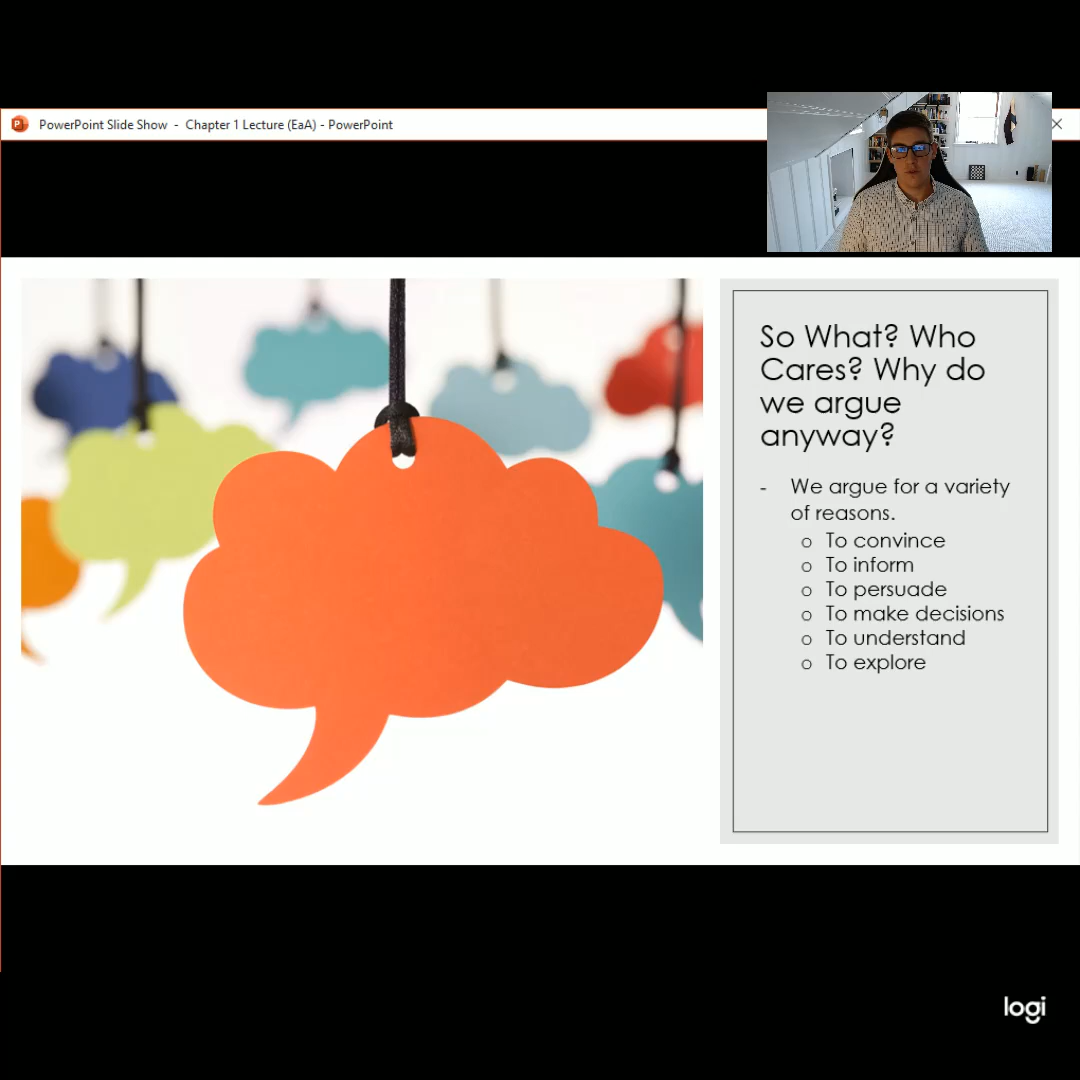 PowerPoint Slide Show - Chapter 1 Lecture (EaA) - PowerPoint
So What? Who
Cares? Why do
we argue
anyway?
- We argue for a variety
of reasons.
o To convince
o To inform
o To persuade
o To make decisions
o To understand
o To explore
logi